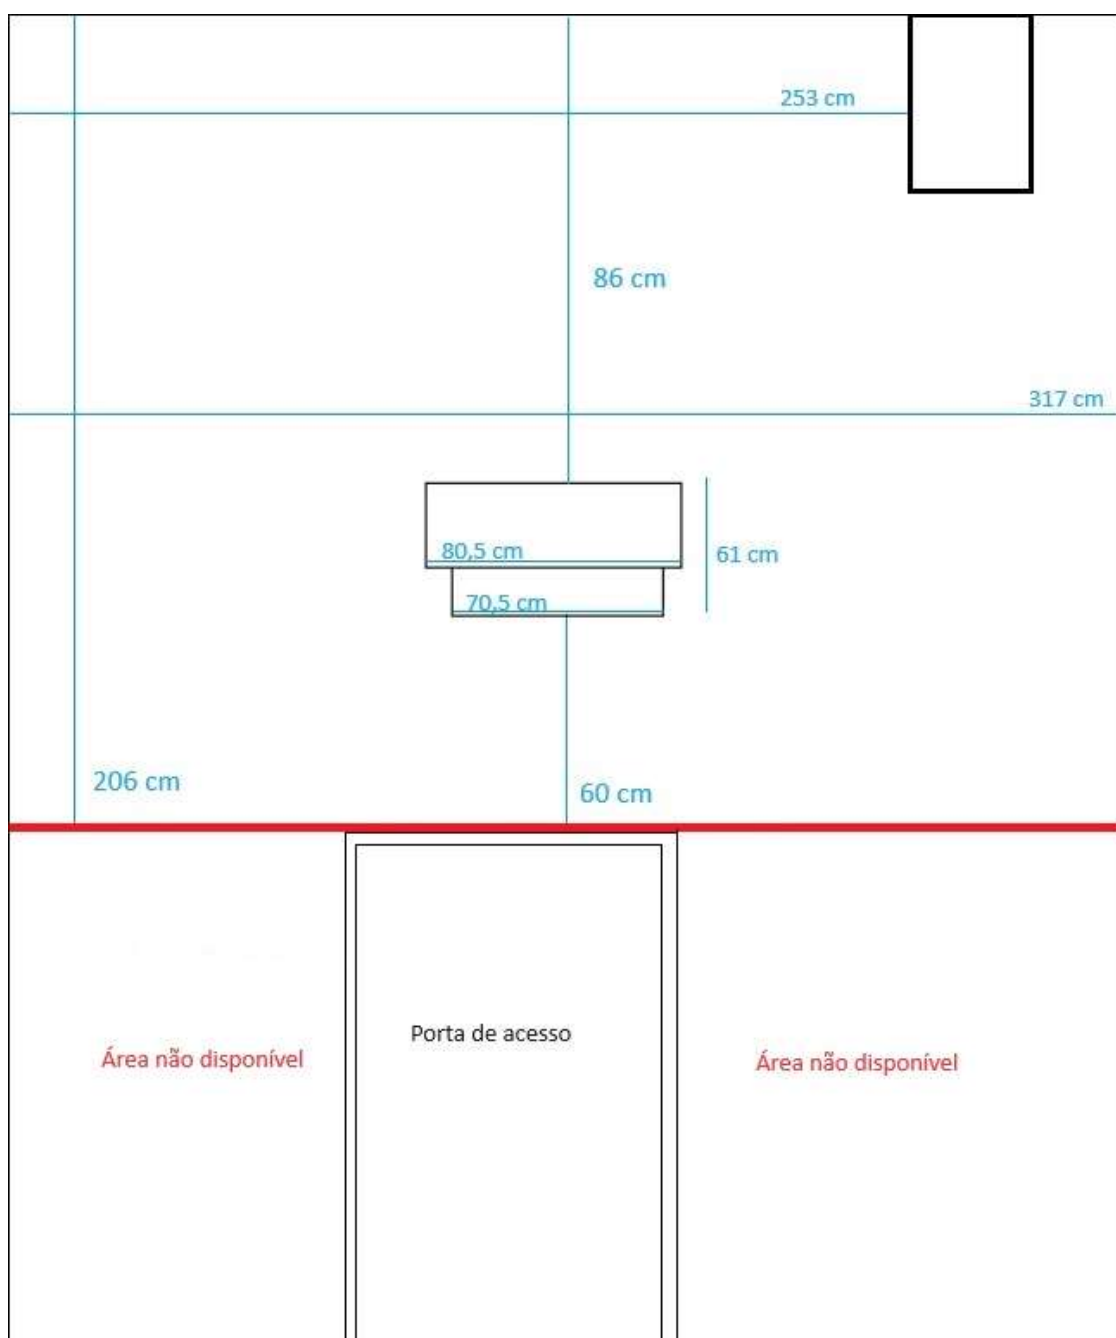 253 cm
86 cm
317 cm
80,5 cm
61 cm
70,5 cm
206 cm
60 cm
Porta de acesso
Área não disponível
Área não disponível